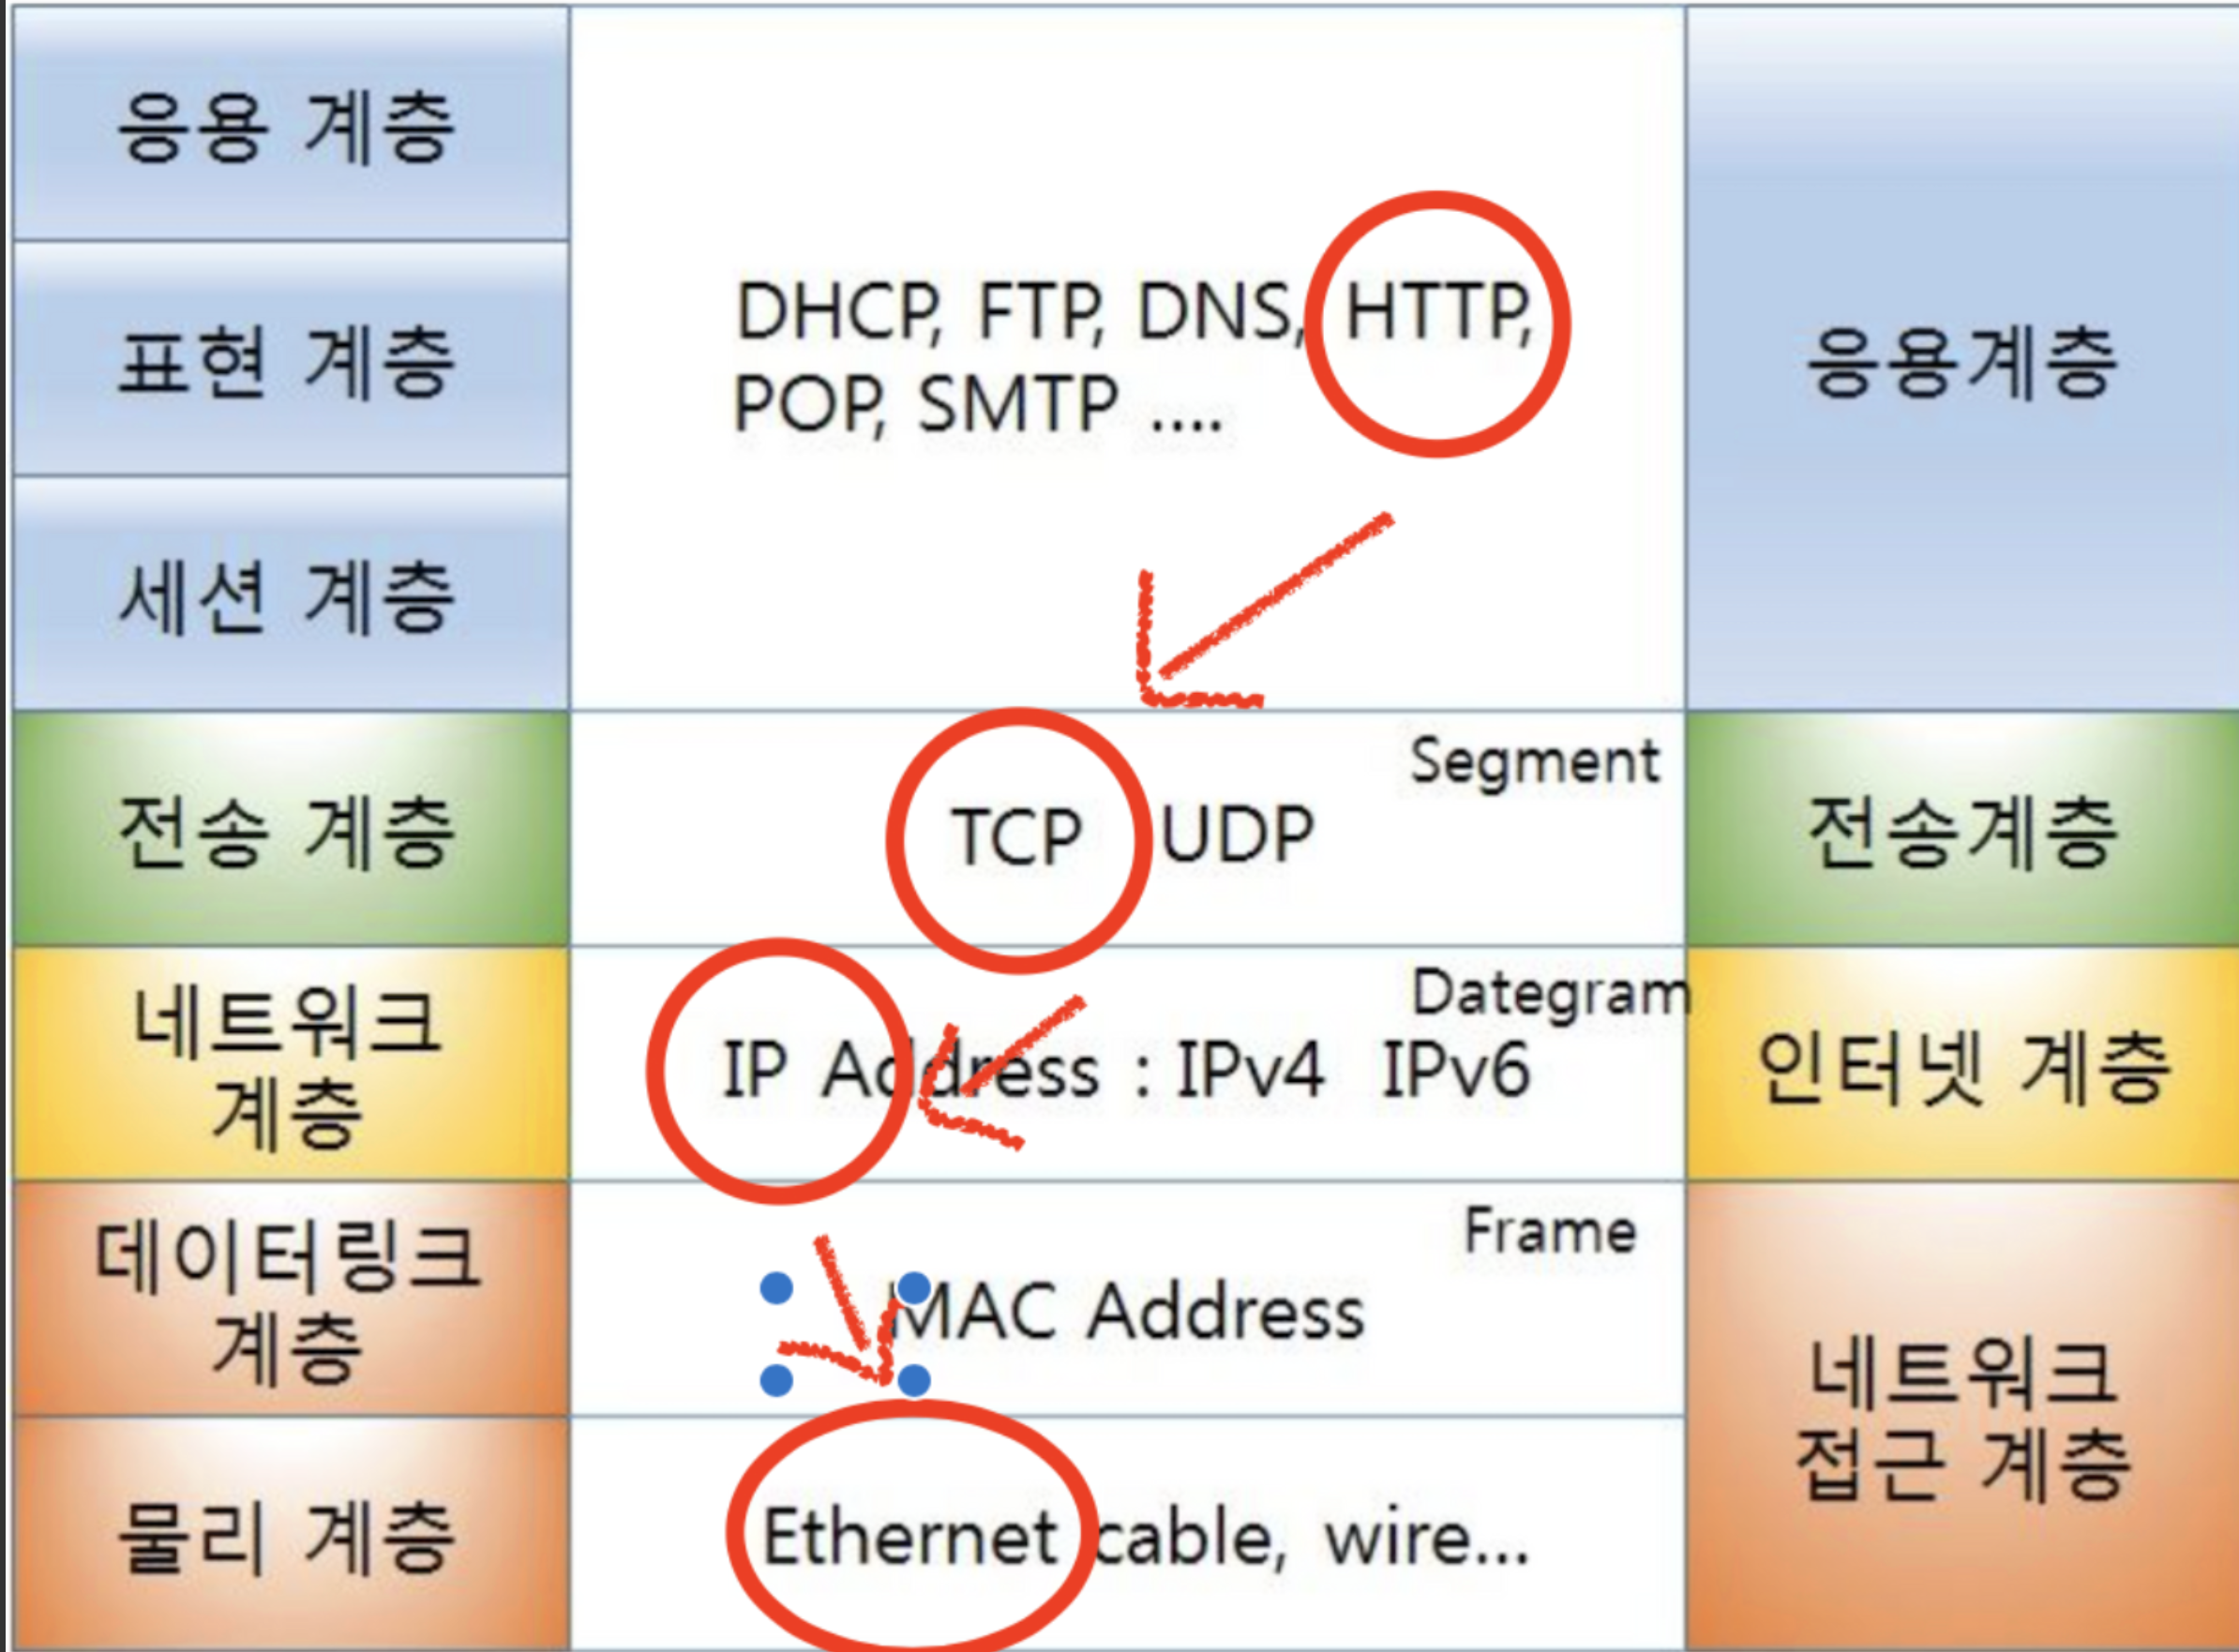 응용 계층
표현 계층
세션 계층
DHCP, FTP, DNS, HTTP,
POP, SMTP ....
응용계층
전송 계층
Segment
TCP UDP
전송계층
네트워크
계층
Dategram
IP Address : IPv4 IPv6
인터넷 계층
데이터링크
계층
Frame
MAC Address
물리 계층
Ethernet cable, wire...
네트워크
접근 계층